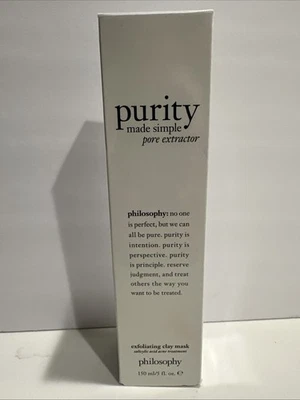 purity
made simple
pore extractor
philosophy: no one
is perfect, but we can
all be pure. purity is
intention. purity is
perspective. purity
is principle. reserve
judgment, and treat
others the way you
want to be treated.
exfoliating clay mask
salicylic acid acne treatment
philosophy
150 ml/5 fl. oz. ℮